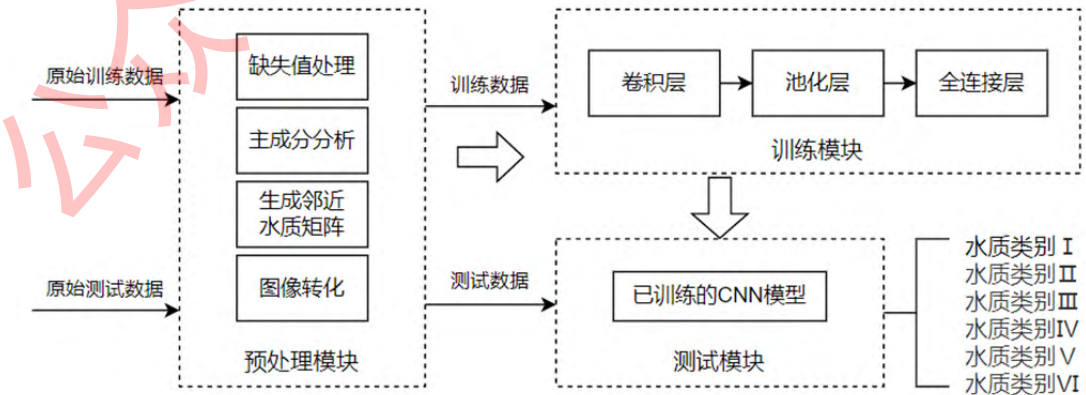 原始训练数据
原始测试数据
缺失值处理
主成分分析
生成邻近
水质矩阵
图像转化
预处理模块
训练数据
测试数据
卷积层
池化层
全连接层
训练模块
已训练的CNN模型
测试模块
水质类别Ⅰ
水质类别Ⅱ
水质类别Ⅲ
水质类别Ⅳ
水质类别Ⅴ
水质类别Ⅵ
公众